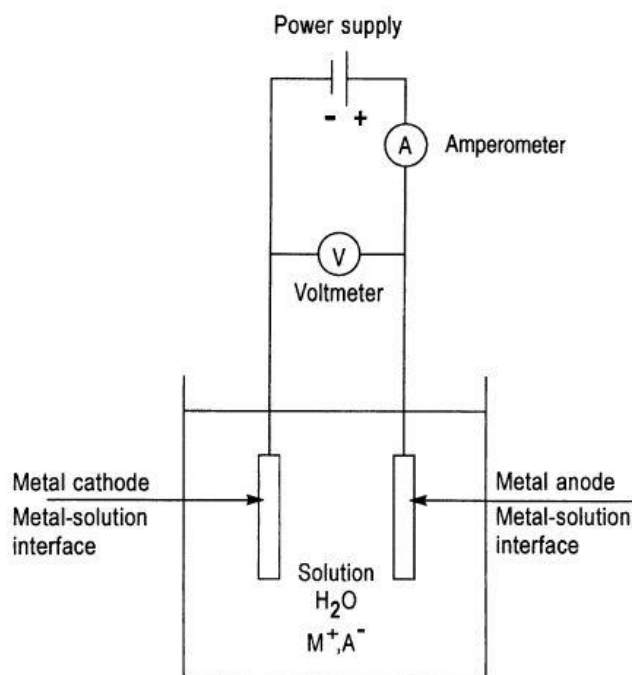 Power supply
- +
A
Amperometer
V
Voltmeter
Metal cathode
Metal-solution
interface
Metal anode
Metal-solution
interface
Solution
H₂O
M⁺,A⁻